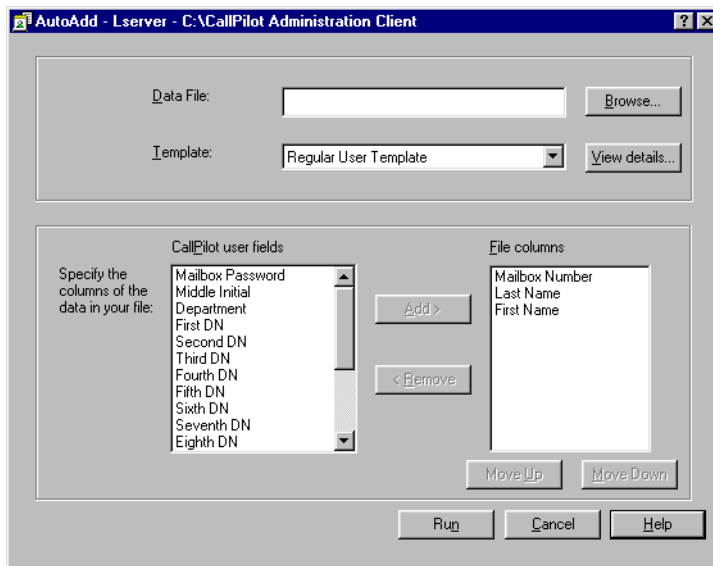 AutoAdd - Lserver - C:\CallPilot Administration Client
Data File:
Browse...
Template:
Regular User Template
View details...
CallPilot user fields
File columns
Specify the
columns of the
data in your file:
Mailbox Password
Middle Initial
Department
First DN
Second DN
Third DN
Fourth DN
Fifth DN
Sixth DN
Seventh DN
Eighth DN
Add >
< Remove
Mailbox Number
Last Name
First Name
Move Up
Move Down
Run
Cancel
Help